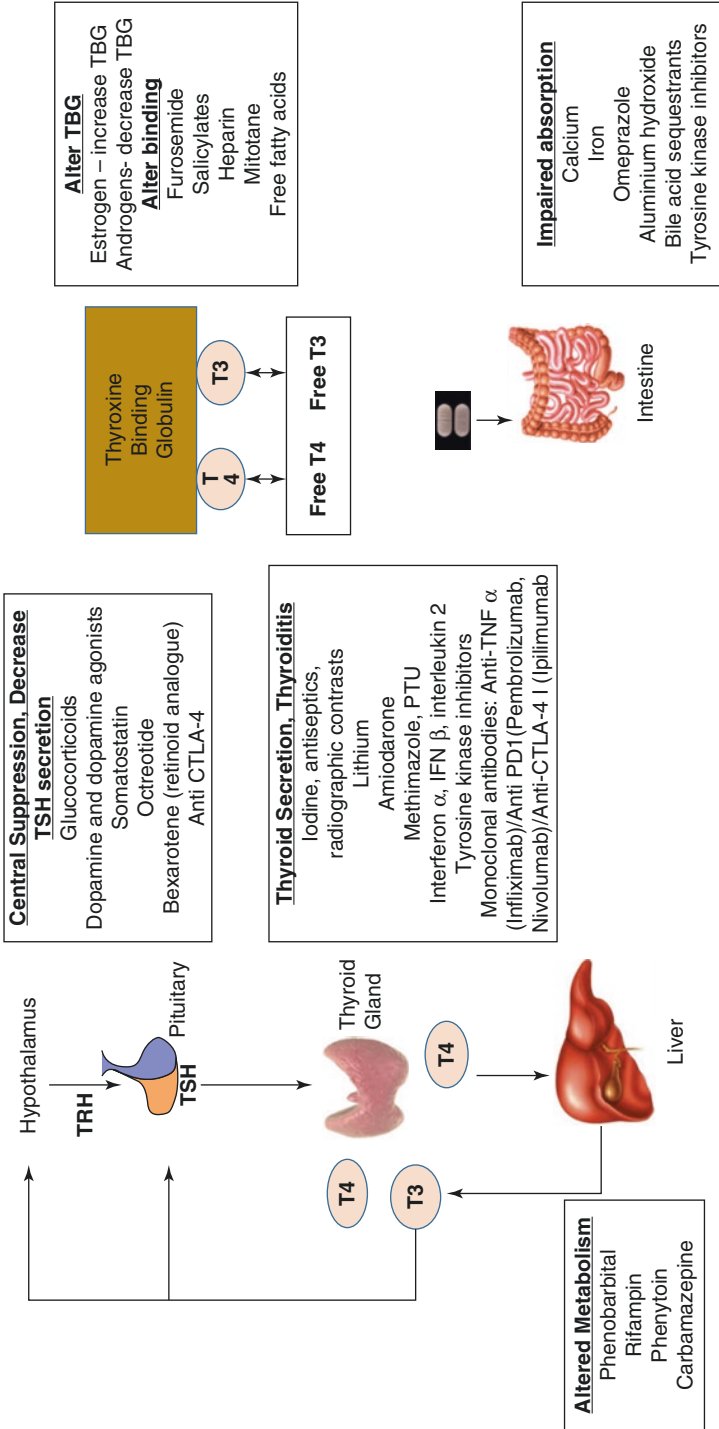 Hypothalamus
TRH
Pituitary
TSH
Thyroid
Gland
T4
T4
T3
Liver
Altered Metabolism
Phenobarbital
Rifampin
Phenytoin
Carbamazepine
Central Suppression, Decrease
TSH secretion
Glucocorticoids
Dopamine and dopamine agonists
Somatostatin
Octreotide
Bexarotene (retinoid analogue)
Anti CTLA-4
Thyroid Secretion, Thyroiditis
Iodine, antiseptics,
radiographic contrasts
Lithium
Amiodarone
Methimazole, PTU
Interferon α, IFN β, interleukin 2
Tyrosine kinase inhibitors
Monoclonal antibodies: Anti-TNF α
(Infliximab)/Anti PD1(Pembrolizumab,
Nivolumab)/Anti-CTLA-4 I (Ipilimumab
Thyroxine
Binding
Globulin
T
4
T3
Free T4 Free T3
Alter TBG
Estrogen – increase TBG
Androgens- decrease TBG
Alter binding
Furosemide
Salicylates
Heparin
Mitotane
Free fatty acids
Intestine
Impaired absorption
Calcium
Iron
Omeprazole
Aluminium hydroxide
Bile acid sequestrants
Tyrosine kinase inhibitors